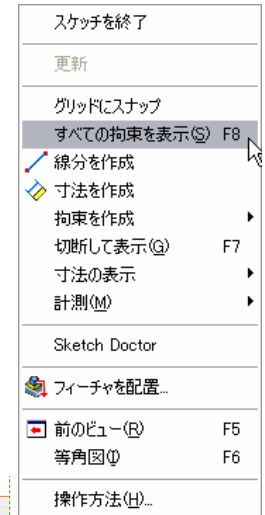 スケッチを終了
更新
グリッドにスナップ
すべての拘束を表示(S) F8
線分を作成
寸法を作成
拘束を作成
切断して表示(G) F7
寸法の表示
計測(M)
Sketch Doctor
フィーチャを配置...
前のビュー(R) F5
等角図(I) F6
操作方法(H)...